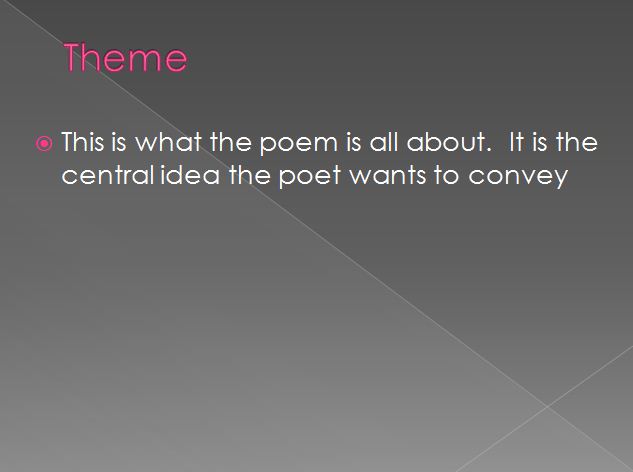 Theme
This is what the poem is all about.  It is the
central idea the poet wants to convey